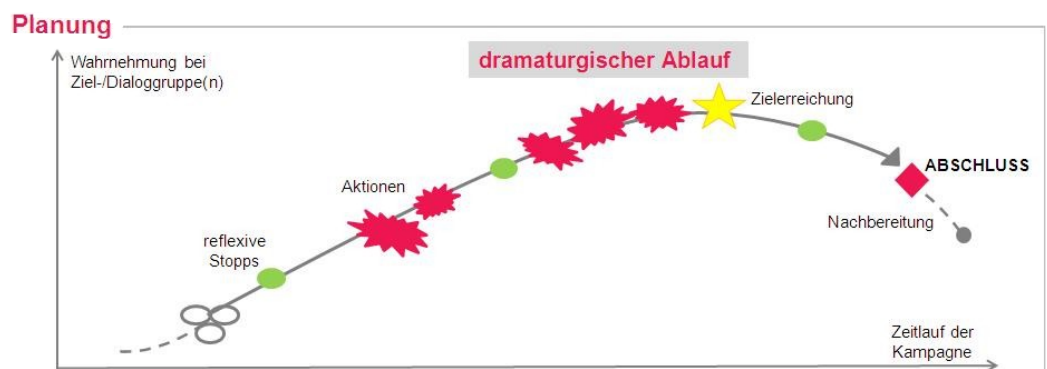 Planung
Wahrnehmung bei
Ziel-/Dialoggruppe(n)
dramaturgischer Ablauf
Zielerreichung
Aktionen
ABSCHLUSS
reflexive
Stopps
Nachbereitung
Zeitlauf der
Kampagne